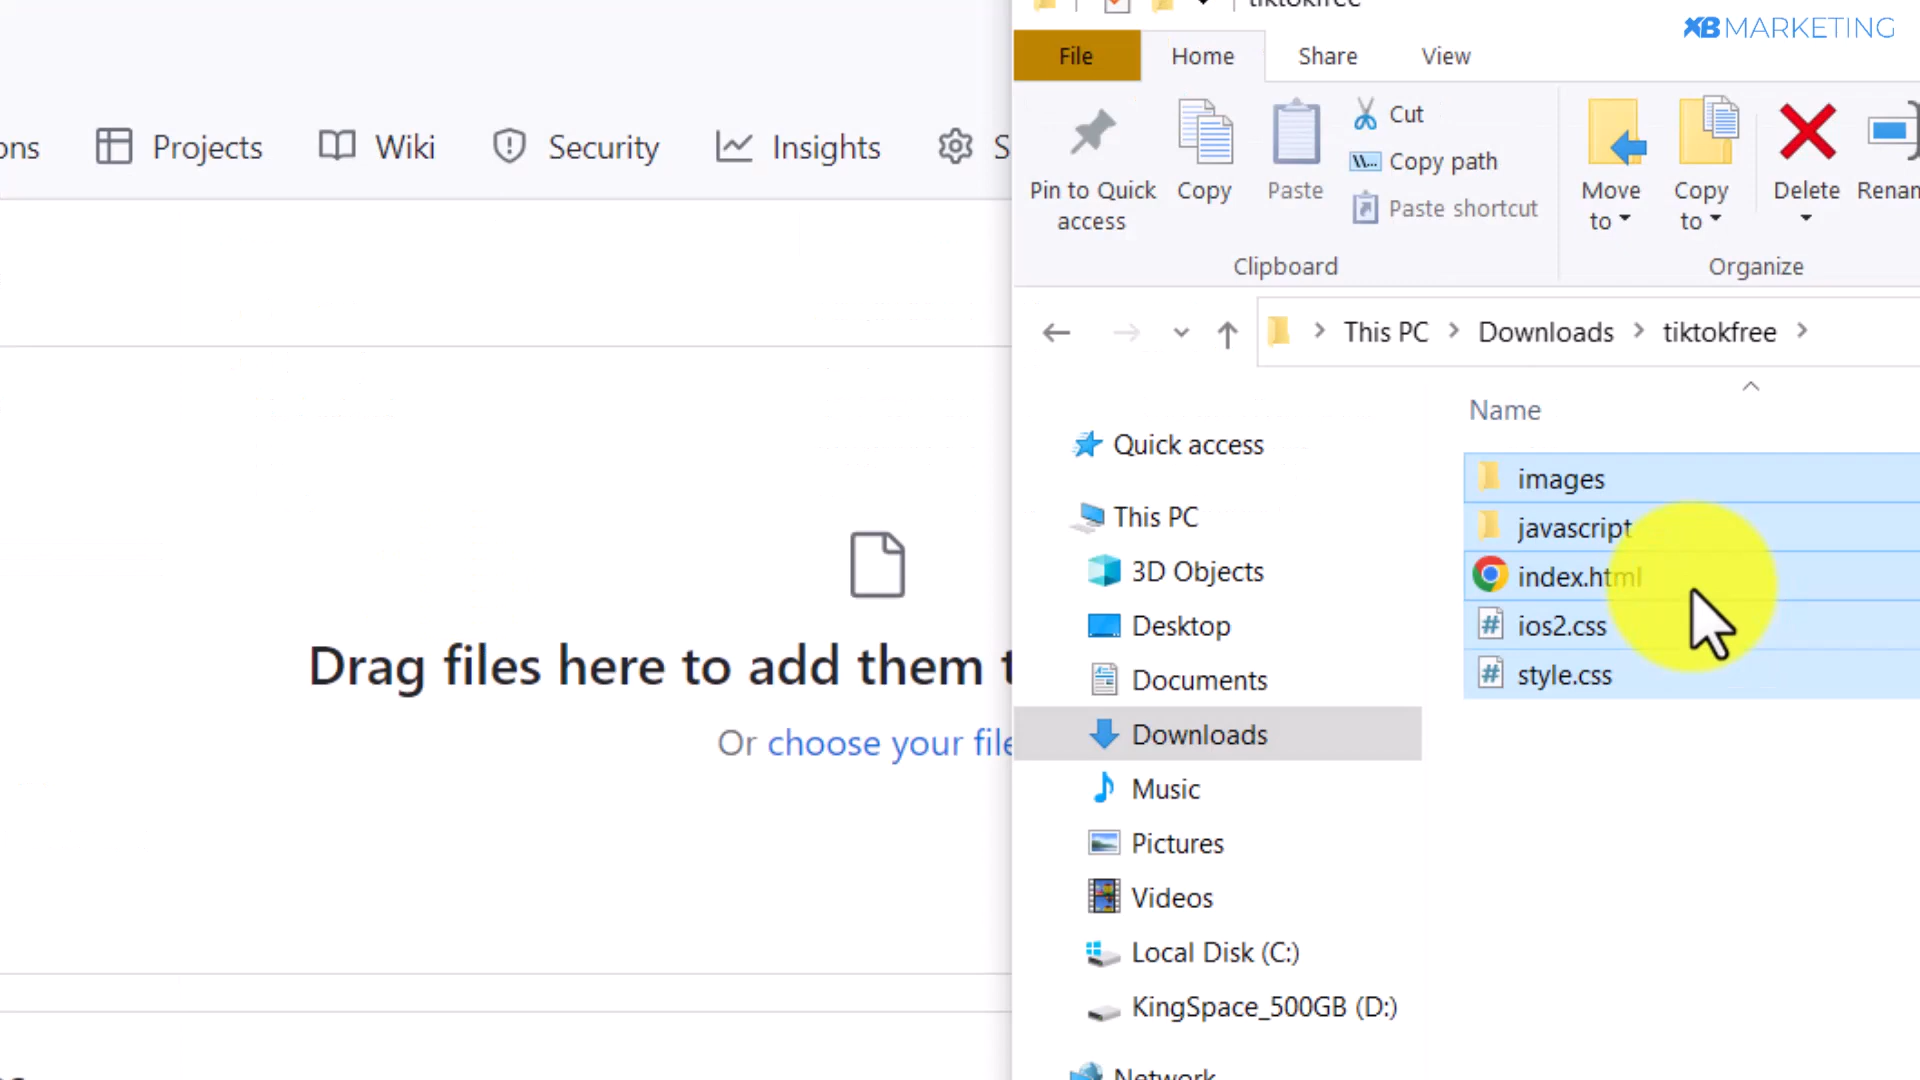 ons Projects Wiki Security Insights
Drag files here to add them
Or choose your file
tiktokfree
XB MARKETING
File Home Share View
Pin to Quick access
Copy
Paste
Cut
Copy path
Paste shortcut
Clipboard
Move to
Copy to
Delete
Renam
Organize
This PC > Downloads > tiktokfree >
Name
Quick access
This PC
3D Objects
Desktop
Documents
Downloads
Music
Pictures
Videos
Local Disk (C:)
KingSpace_500GB (D:)
Network
images
javascript
index.html
ios2.css
style.css